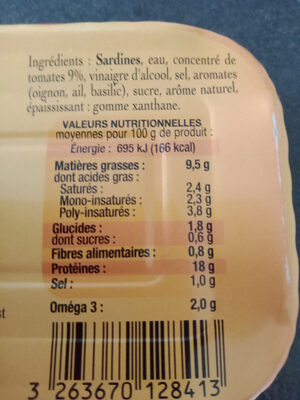 Ingrédients : Sardines, eau, concentré de
tomates 9%, vinaigre d'alcool, sel, aromates
(oignon, ail, basilic), sucre, arôme naturel,
épaississant : gomme xanthane.
VALEURS NUTRITIONNELLES
moyennes pour 100 g de produit :
Énergie : 695 kJ (166 kcal)
Matières grasses : 9,5 g
dont acides gras :
Saturés : 2,4 g
Mono-insaturés : 2,3 g
Poly-insaturés : 3,8 g
Glucides : 1,8 g
dont sucres : 0,6 g
Fibres alimentaires : 0,8 g
Protéines : 18 g
Sel : 1,0 g
Oméga 3 : 2,0 g
3 263670 128413